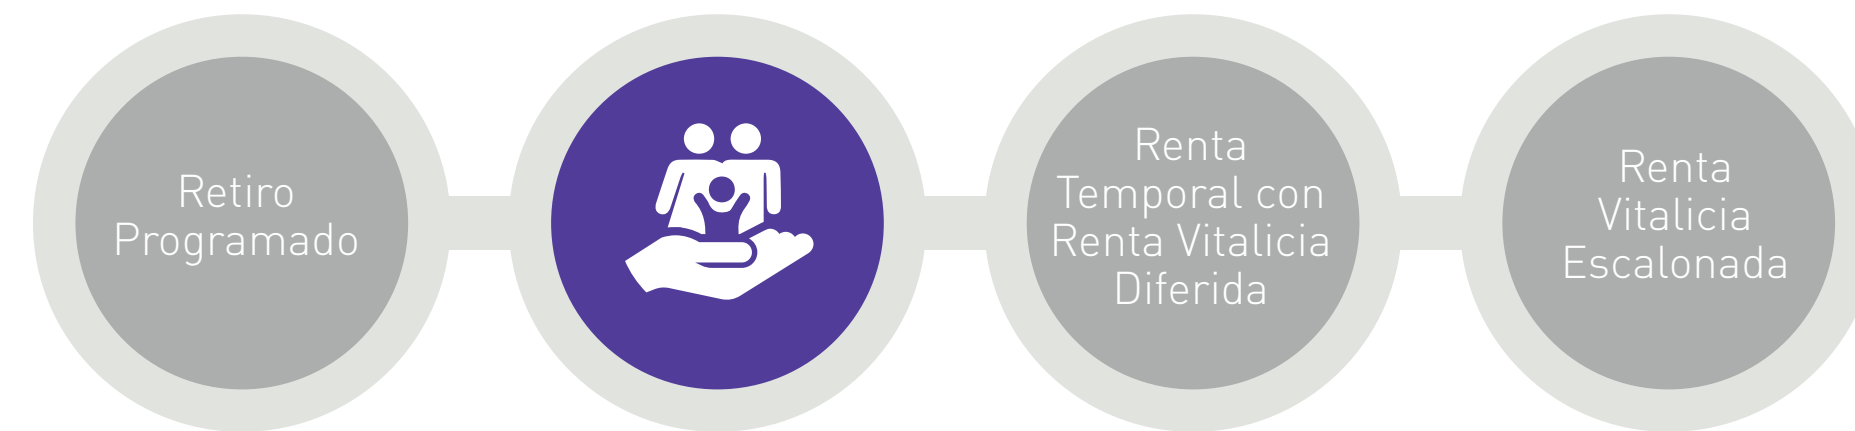 Retiro
Programado
Renta
Temporal con
Renta Vitalicia
Diferida
Renta
Vitalicia
Escalonada